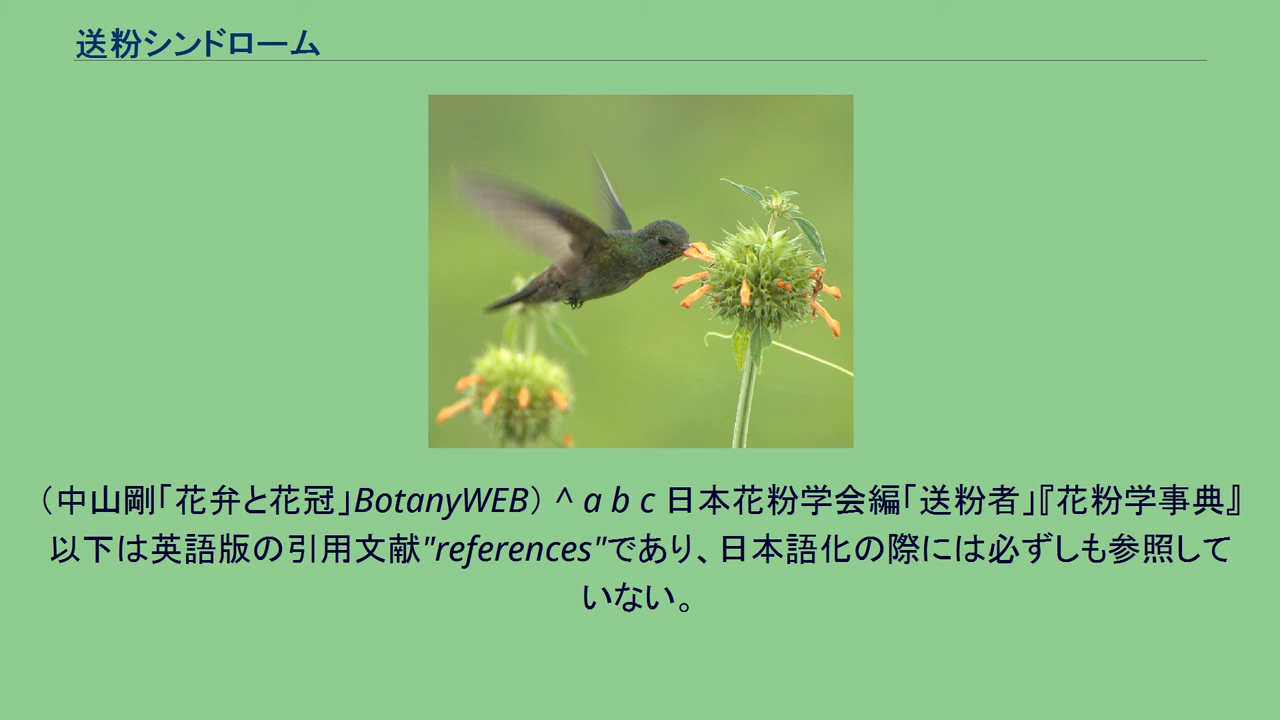 送粉シンドローム
（中山剛「花弁と花冠」BotanyWEB） ^ a b c 日本花粉学会編「送粉者」『花粉学事典』
以下は英語版の引用文献"references"であり、日本語化の際には必ずしも参照して
いない。